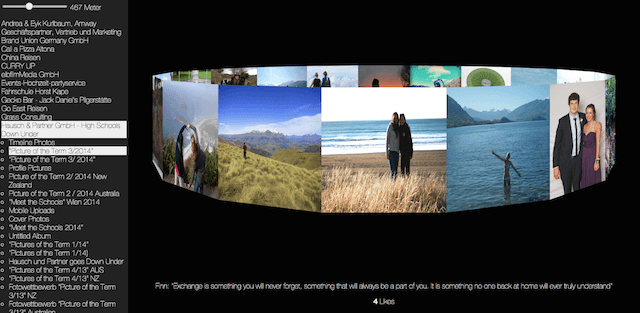 467 Meter
Andrea & Eyk Kurlbaum, Amway
Geschäftspartner, Vertrieb und Marketing
Brand Union Germany GmbH
Call a Pizza Altona
China Reisen
CURRY UP
elbfilmMedia GmbH
Events-Hochzeit-partyservice
Fahrschule Horst Kape
Gecko Bar - Jack Daniel's Pilgerstätte
Go East Reisen
Grass Consulting
Hausch & Partner GmbH - High Schools
Down Under
Timeline Photos
"Picture of the Term 3/2014"
"Picture of the Term 3/ 2014"
Profile Pictures
Picture of the Term 2/ 2014 New
Zealand
Picture of the Term 2 / 2014 Australia
"Meet the Schools" Wien 2014
Mobile Uploads
Cover Photos
"Meet the Schools 2014"
Untitled Album
"Pictures of the Term 1/14"
"Pictures of the Term 1/14)
Hausch und Partner goes Down Under
"Pictures of the Term 4/13" AUS
"Pictures of the Term 4/13" NZ
Fotowettbewerb "Picture of the Term
3/13" NZ
Fotowettbewerb "Picture of the Term
3/13" Australien
Finn: "Exchange is something you will never forget, something that will always be a part of you. It is something no one back at home will ever truly understand"
4 Likes